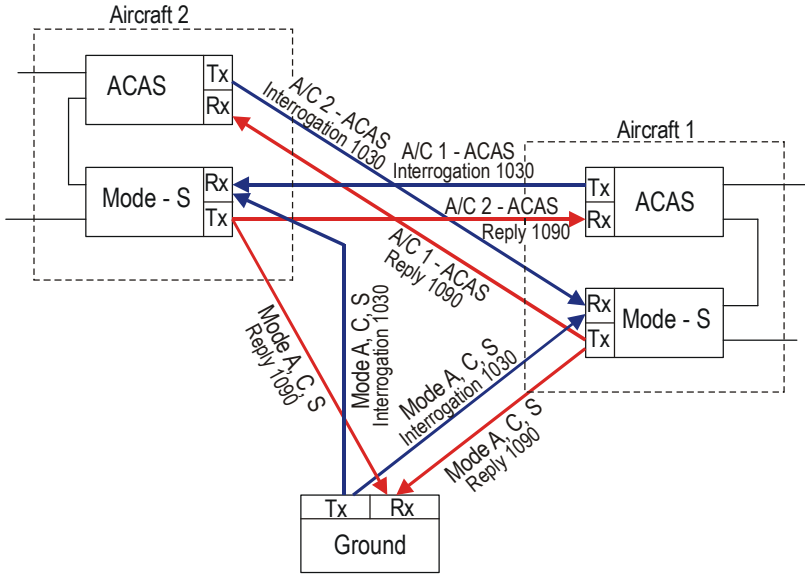 Aircraft 2
ACAS
Tx
Rx
Mode - S
Rx
Tx
A/C 2 - ACAS
Interrogation 1030
Aircraft 1
A/C 1 - ACAS
Interrogation 1030
Tx
Rx
ACAS
A/C 2 - ACAS
Reply 1090
A/C 1 - ACAS
Reply 1090
Rx
Tx
Mode - S
Mode A, C, S
Reply 1090
Mode A, C, S
Interrogation 1030
Mode A, C, S
Interrogation 1030
Mode A, C, S
Reply 1090
Tx
Rx
Ground